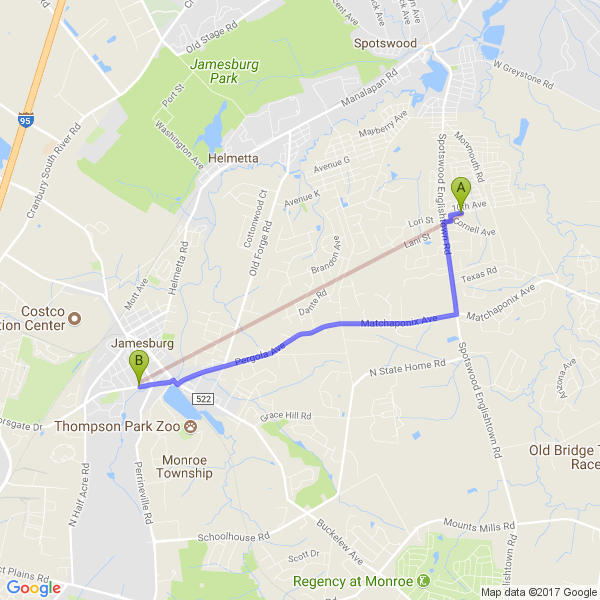 Spotswood
Old Stage Rd
Jamesburg
Park
Port St
Manalapan Rd
W Greystone Rd
95
Washington Ave
Mayberry Ave
Monmouth Rd
Helmetta
Avenue G
Cranbury South River Rd
Avenue K
Cottonwood Ct
Spotswood Englishtown Rd
A
10th Ave
Lori St
Cornell Ave
Lani St
Old Forge Rd
Helmetta Rd
Brandon Ave
Texas Rd
Mott Ave
Dante Rd
Costco
tion Center
Matchaponix Ave
Matchaponix Ave
Jamesburg
Pergola Ave
B
N State Home Rd
Spotswood Englishtown Rd
Arizona Ave
522
orsgate Dr
Grace Hill Rd
Thompson Park Zoo
Monroe
Township
Old Bridge T
Race
N Half Acre Rd
Perrineville Rd
Mounts Mills Rd
Schoolhouse Rd
Buckelew Ave
Scott Dr
ct Plains Rd
Regency at Monroe
Google
Map data ©2017 Google